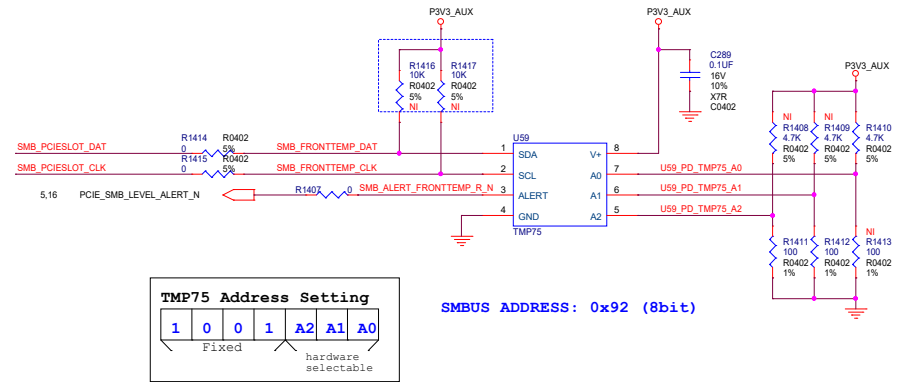 P3V3_AUX
P3V3_AUX
R1416
10K
R0402
5%
NI
R1417
10K
R0402
5%
NI
C289
0.1UF
16V
10%
X7R
C0402
P3V3_AUX
NI
R1408
4.7K
R0402
5%
NI
R1409
4.7K
R0402
5%
R1410
4.7K
R0402
5%
SMB_PCIESLOT_DAT
R1414
0
R0402
5%
SMB_FRONTTEMP_DAT
SMB_PCIESLOT_CLK
R1415
0
R0402
5%
SMB_FRONTTEMP_CLK
5,16 PCIE_SMB_LEVEL_ALERT_N
R1407 0
SMB_ALERT_FRONTTEMP_R_N
U59
1 SDA V+ 8
2 SCL A0 7
3 ALERT A1 6
4 GND A2 5
TMP75
U59_PD_TMP75_A0
U59_PD_TMP75_A1
U59_PD_TMP75_A2
R1411
100
R0402
1%
R1412
100
R0402
1%
NI
R1413
100
R0402
1%
TMP75 Address Setting
1 0 0 1 A2 A1 A0
Fixed
hardware
selectable
SMBUS ADDRESS: 0x92 (8bit)